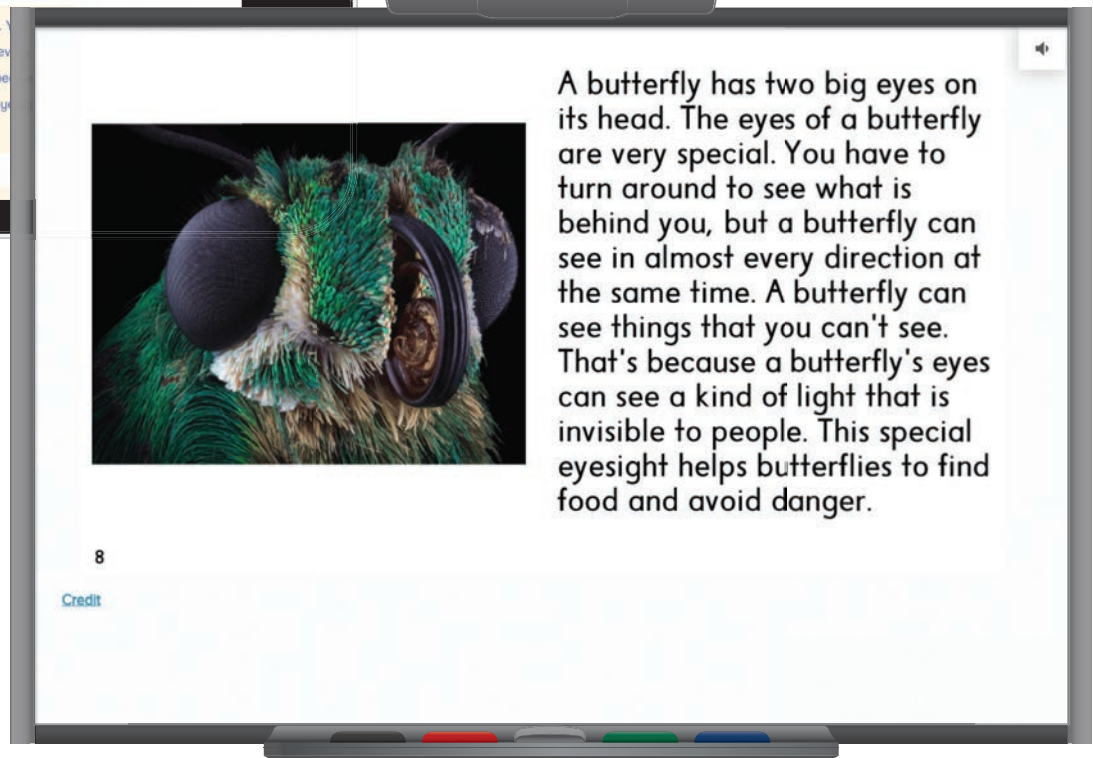 A butterfly has two big eyes on
its head. The eyes of a butterfly
are very special. You have to
turn around to see what is
behind you, but a butterfly can
see in almost every direction at
the same time. A butterfly can
see things that you can't see.
That's because a butterfly's eyes
can see a kind of light that is
invisible to people. This special
eyesight helps butterflies to find
food and avoid danger.
8
Credit